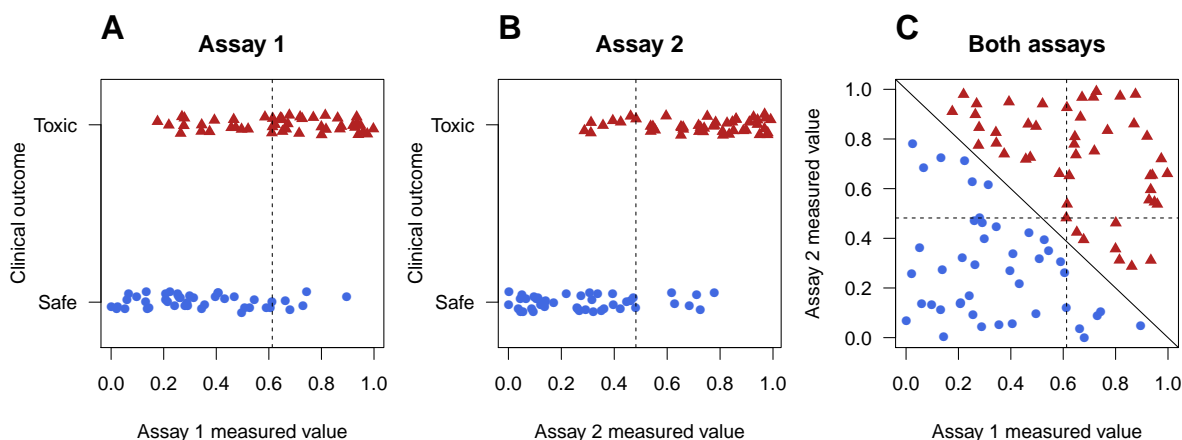 A
Assay 1
Clinical outcome
Toxic
Safe
0.0 0.2 0.4 0.6 0.8 1.0
Assay 1 measured value
B
Assay 2
Clinical outcome
Toxic
Safe
0.0 0.2 0.4 0.6 0.8 1.0
Assay 2 measured value
C
Both assays
Assay 2 measured value
1.0
0.8
0.6
0.4
0.2
0.0
0.0 0.2 0.4 0.6 0.8 1.0
Assay 1 measured value